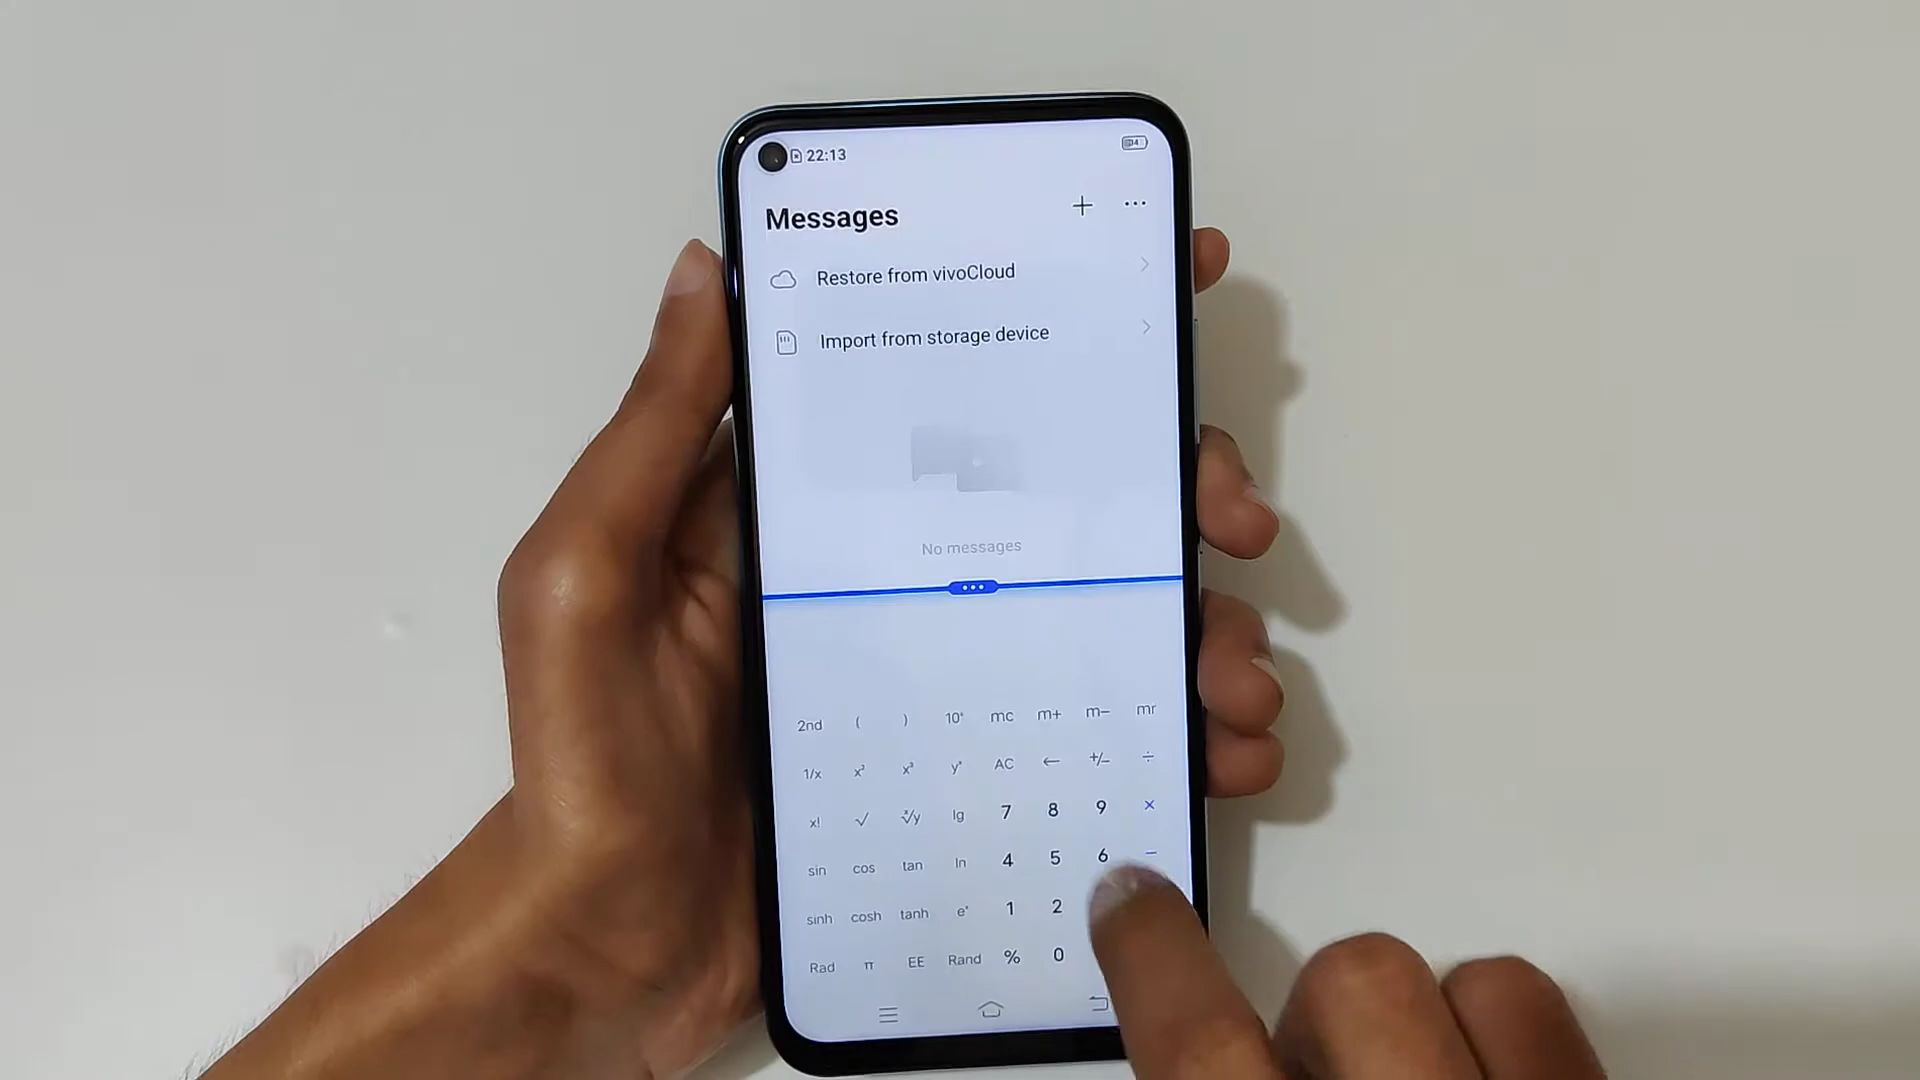 22:13
Messages
Restore from vivoCloud
Import from storage device
No messages
2nd ( ) 10ˣ mc m+ m− mr
1/x x² x³ yˣ AC ← +/− ÷
x! √ ˣ√y lg 7 8 9 ×
sin cos tan ln 4 5 6 −
sinh cosh tanh eˣ 1 2
Rad π EE Rand % 0